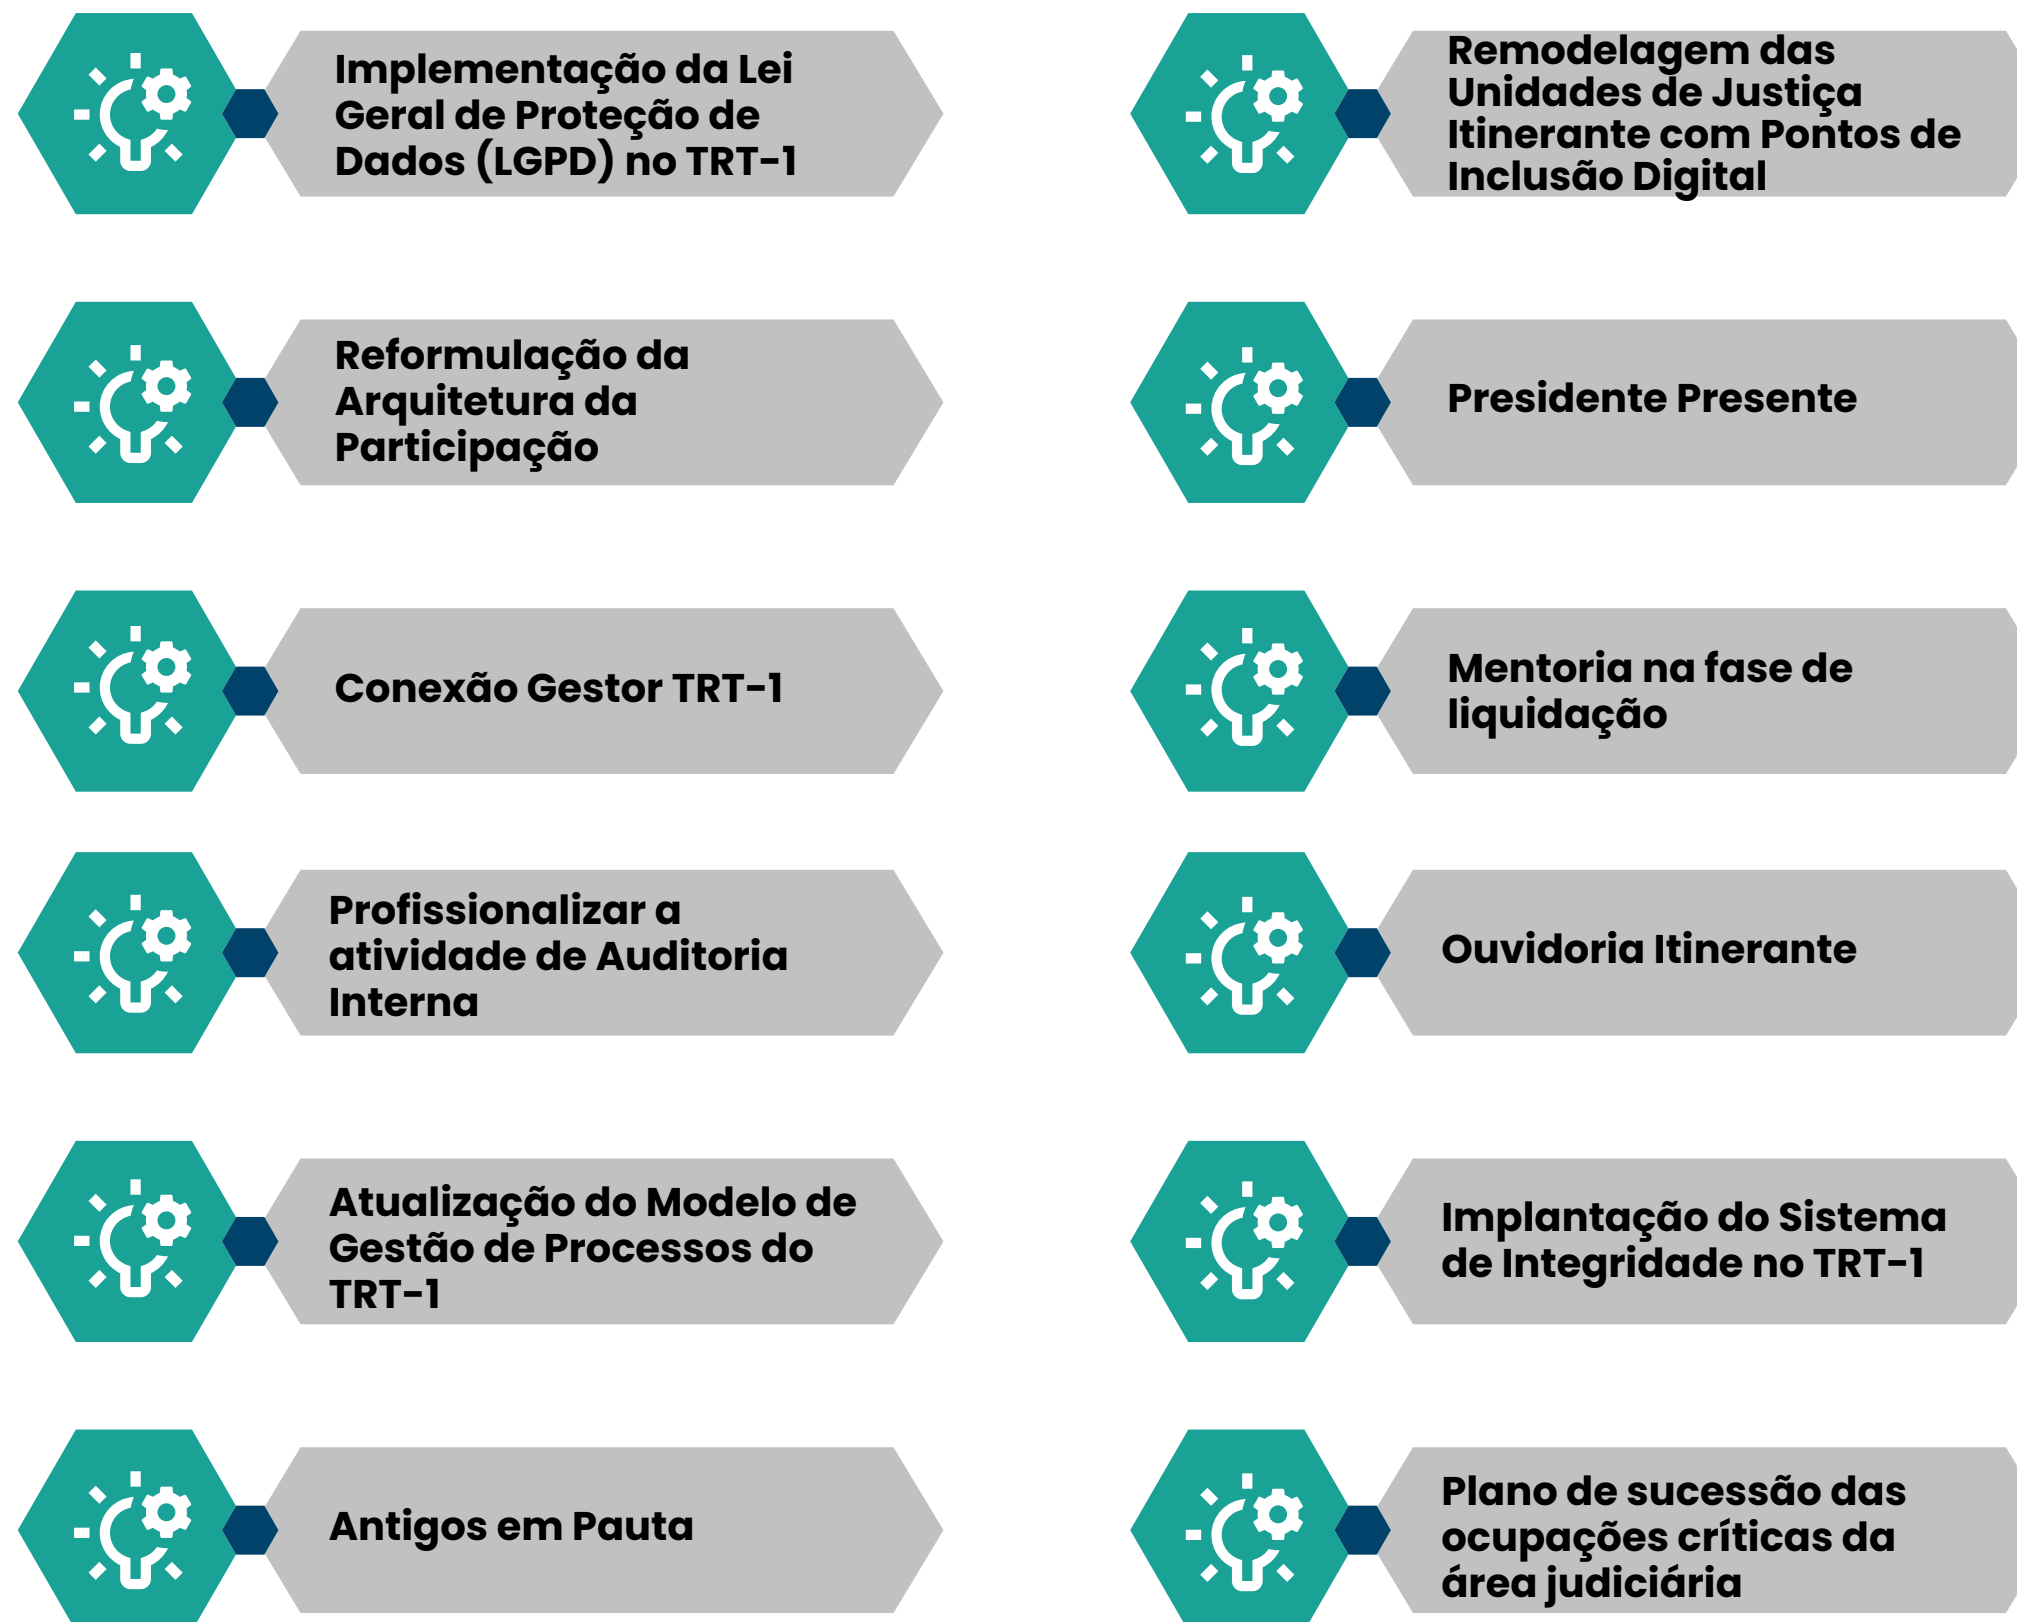 Implementação da Lei
Geral de Proteção de
Dados (LGPD) no TRT-1
Remodelagem das
Unidades de Justiça
Itinerante com Pontos de
Inclusão Digital
Reformulação da
Arquitetura da
Participação
Presidente Presente
Conexão Gestor TRT-1
Mentoria na fase de
liquidação
Profissionalizar a
atividade de Auditoria
Interna
Ouvidoria Itinerante
Atualização do Modelo de
Gestão de Processos do
TRT-1
Implantação do Sistema
de Integridade no TRT-1
Antigos em Pauta
Plano de sucessão das
ocupações críticas da
área judiciária